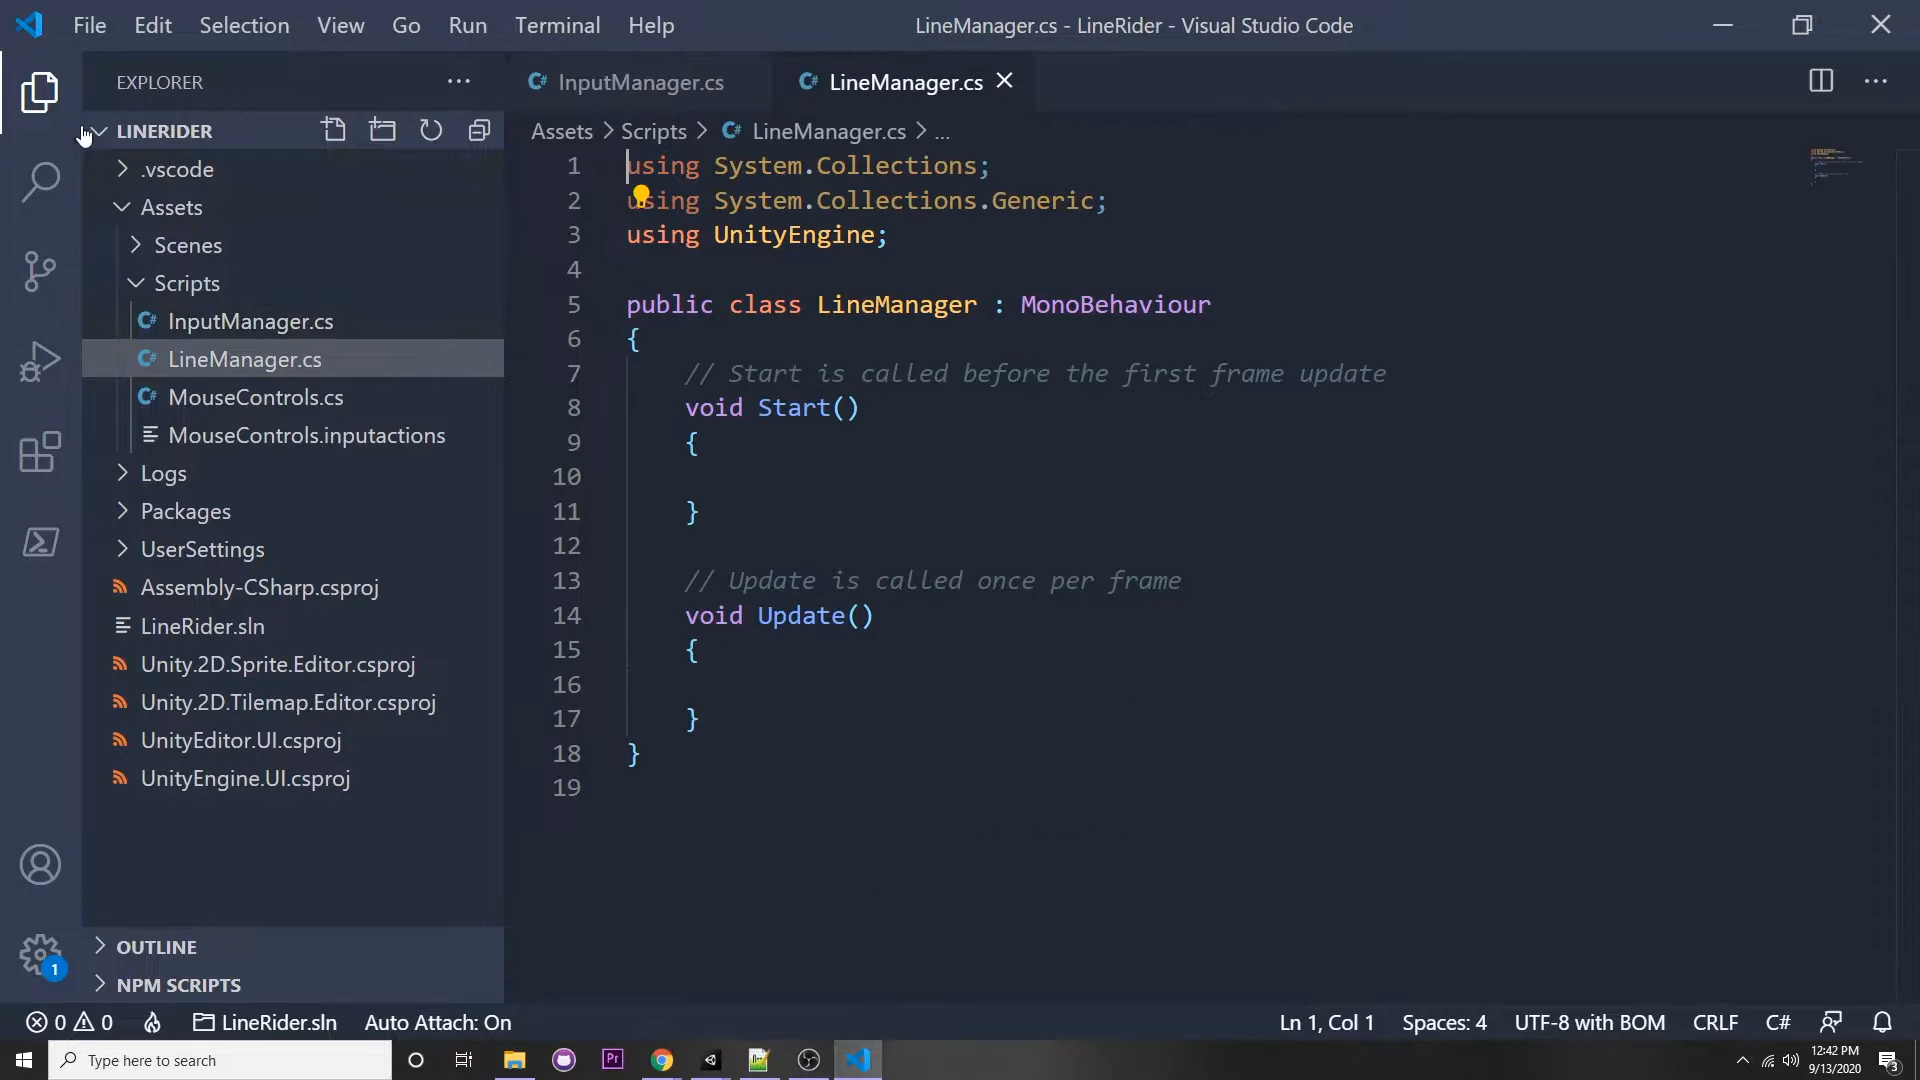 File Edit Selection View Go Run Terminal Help LineManager.cs - LineRider - Visual Studio Code
EXPLORER
LINERIDER
.vscode
Assets
Scenes
Scripts
InputManager.cs
LineManager.cs
MouseControls.cs
MouseControls.inputactions
Logs
Packages
UserSettings
Assembly-CSharp.csproj
LineRider.sln
Unity.2D.Sprite.Editor.csproj
Unity.2D.Tilemap.Editor.csproj
UnityEditor.UI.csproj
UnityEngine.UI.csproj
OUTLINE
NPM SCRIPTS
1
InputManager.cs LineManager.cs
Assets > Scripts > LineManager.cs > ...
1 using System.Collections;
2 using System.Collections.Generic;
3 using UnityEngine;
4
5 public class LineManager : MonoBehaviour
6 {
7 // Start is called before the first frame update
8 void Start()
9 {
10
11 }
12
13 // Update is called once per frame
14 void Update()
15 {
16
17 }
18 }
19
0 0 LineRider.sln Auto Attach: On Ln 1, Col 1 Spaces: 4 UTF-8 with BOM CRLF C#
Type here to search
Pr
12:42 PM
9/13/2020
3